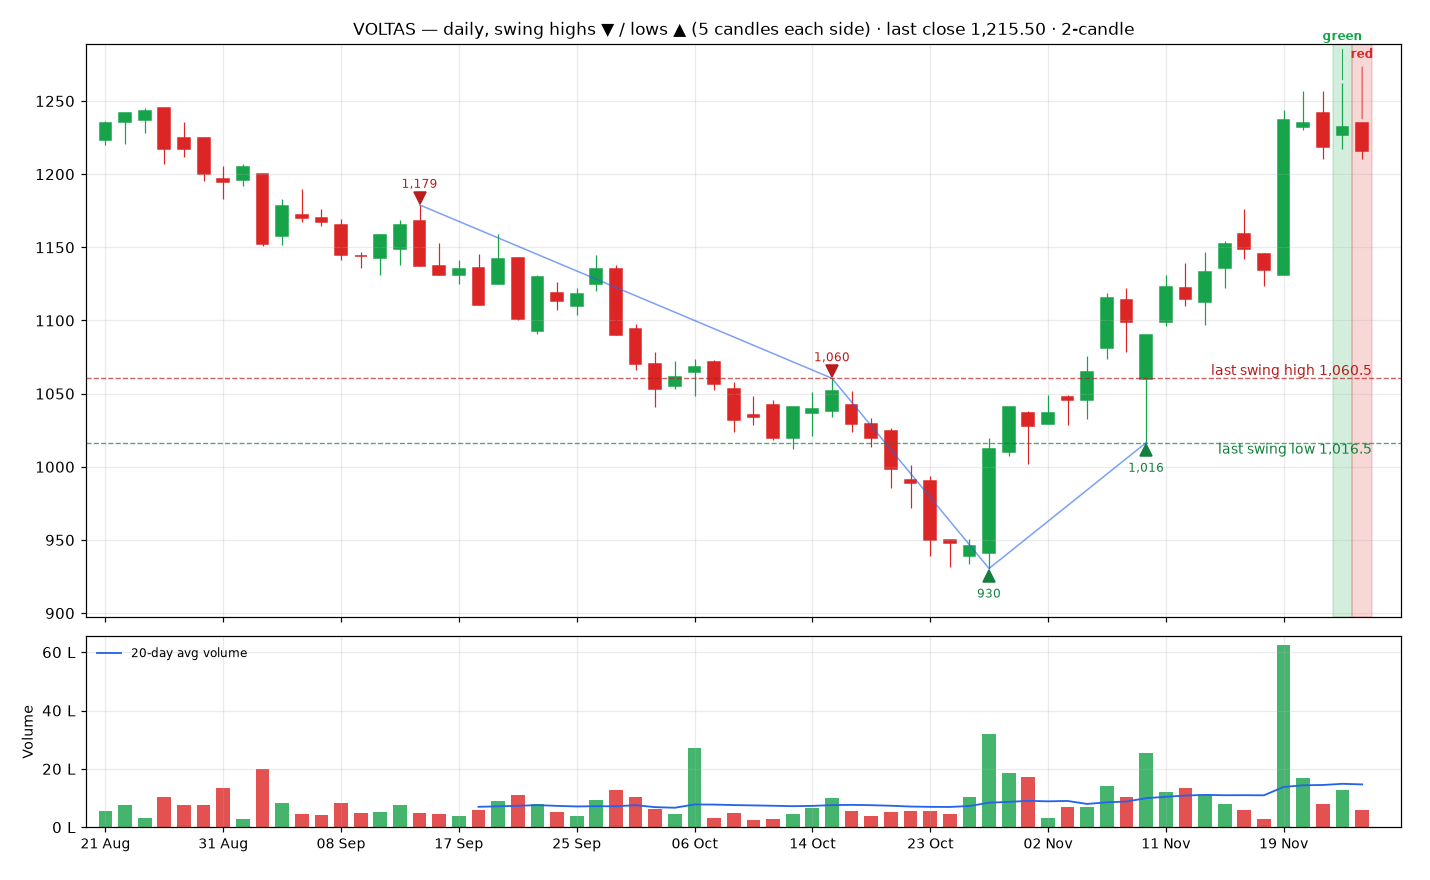 VOLTAS — daily, swing highs ▼ / lows ▲ (5 candles each side) · last close 1,215.50 · 2-candle
green
red
1250
1200
1,179
1150
1100
1,060
last swing high 1,060.5
1050
last swing low 1,016.5
1,016
1000
950
930
900
60 L
20-day avg volume
40 L
Volume
20 L
0 L
21 Aug 31 Aug 08 Sep 17 Sep 25 Sep 06 Oct 14 Oct 23 Oct 02 Nov 11 Nov 19 Nov